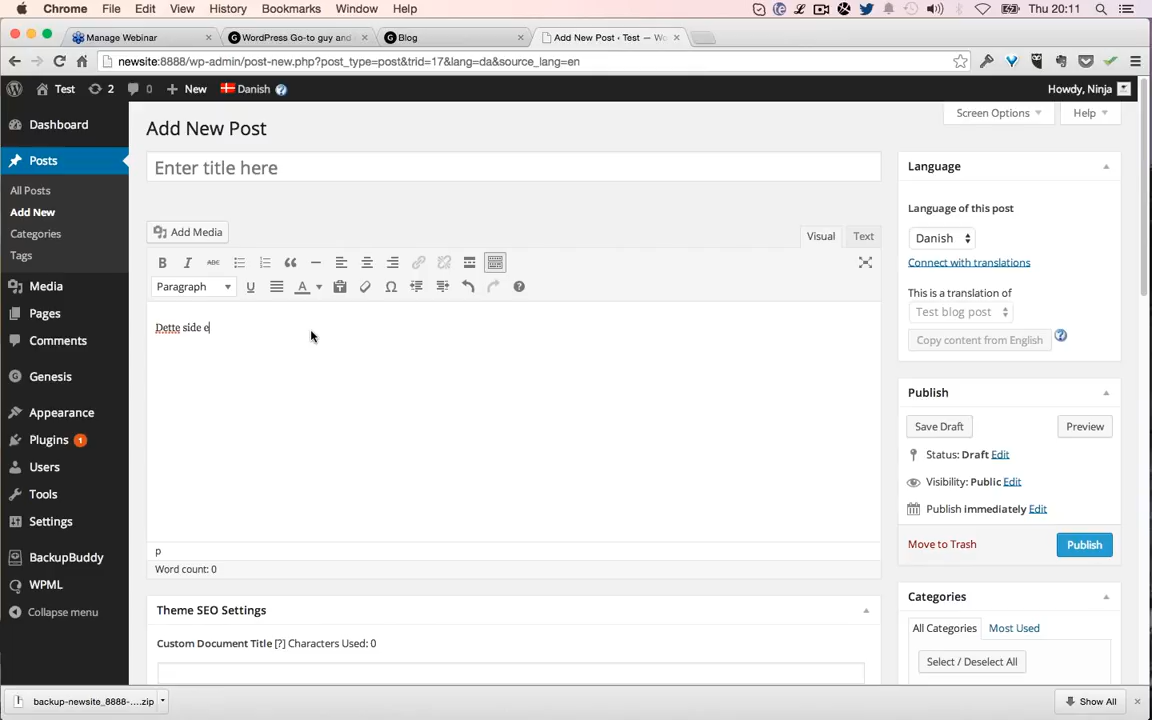 Chrome File Edit View History Bookmarks Window Help Thu 20:11
Manage Webinar WordPress Go-to guy and Blog Add New Post ‹ Test — Wo
newsite:8888/wp-admin/post-new.php?post_type=post&trid=17&lang=da&source_lang=en
Test 2 0 + New Danish Howdy, Ninja
Screen Options Help
Dashboard
Posts
All Posts
Add New
Categories
Tags
Media
Pages
Comments
Genesis
Appearance
Plugins 1
Users
Tools
Settings
BackupBuddy
WPML
Collapse menu
Add New Post
Enter title here
Add Media
Visual Text
B I ABC
Paragraph U A Ω
Dette side e
p
Word count: 0
Theme SEO Settings
Custom Document Title [?] Characters Used: 0
Language
Language of this post
Danish
Connect with translations
This is a translation of
Test blog post
Copy content from English
Publish
Save Draft Preview
Status: Draft Edit
Visibility: Public Edit
Publish immediately Edit
Move to Trash Publish
Categories
All Categories Most Used
Select / Deselect All
backup-newsite_8888-....zip Show All